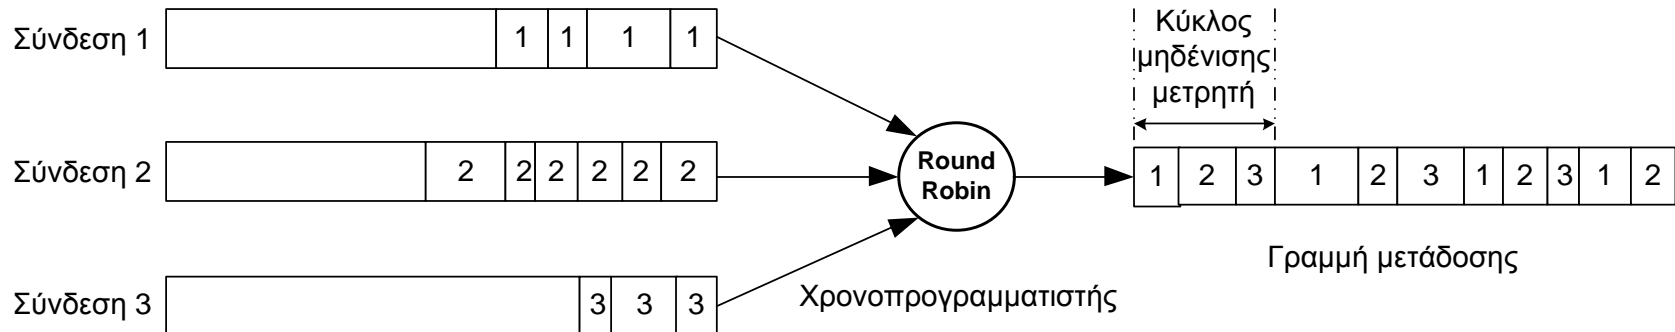 Σύνδεση 1
1 1 1 1
Σύνδεση 2
2 2 2 2 2 2
Σύνδεση 3
3 3 3
Round
Robin
Χρονοπρογραμματιστής
Κύκλος
μηδένισης
μετρητή
1 2 3 1 2 3 1 2 3 1 2
Γραμμή μετάδοσης